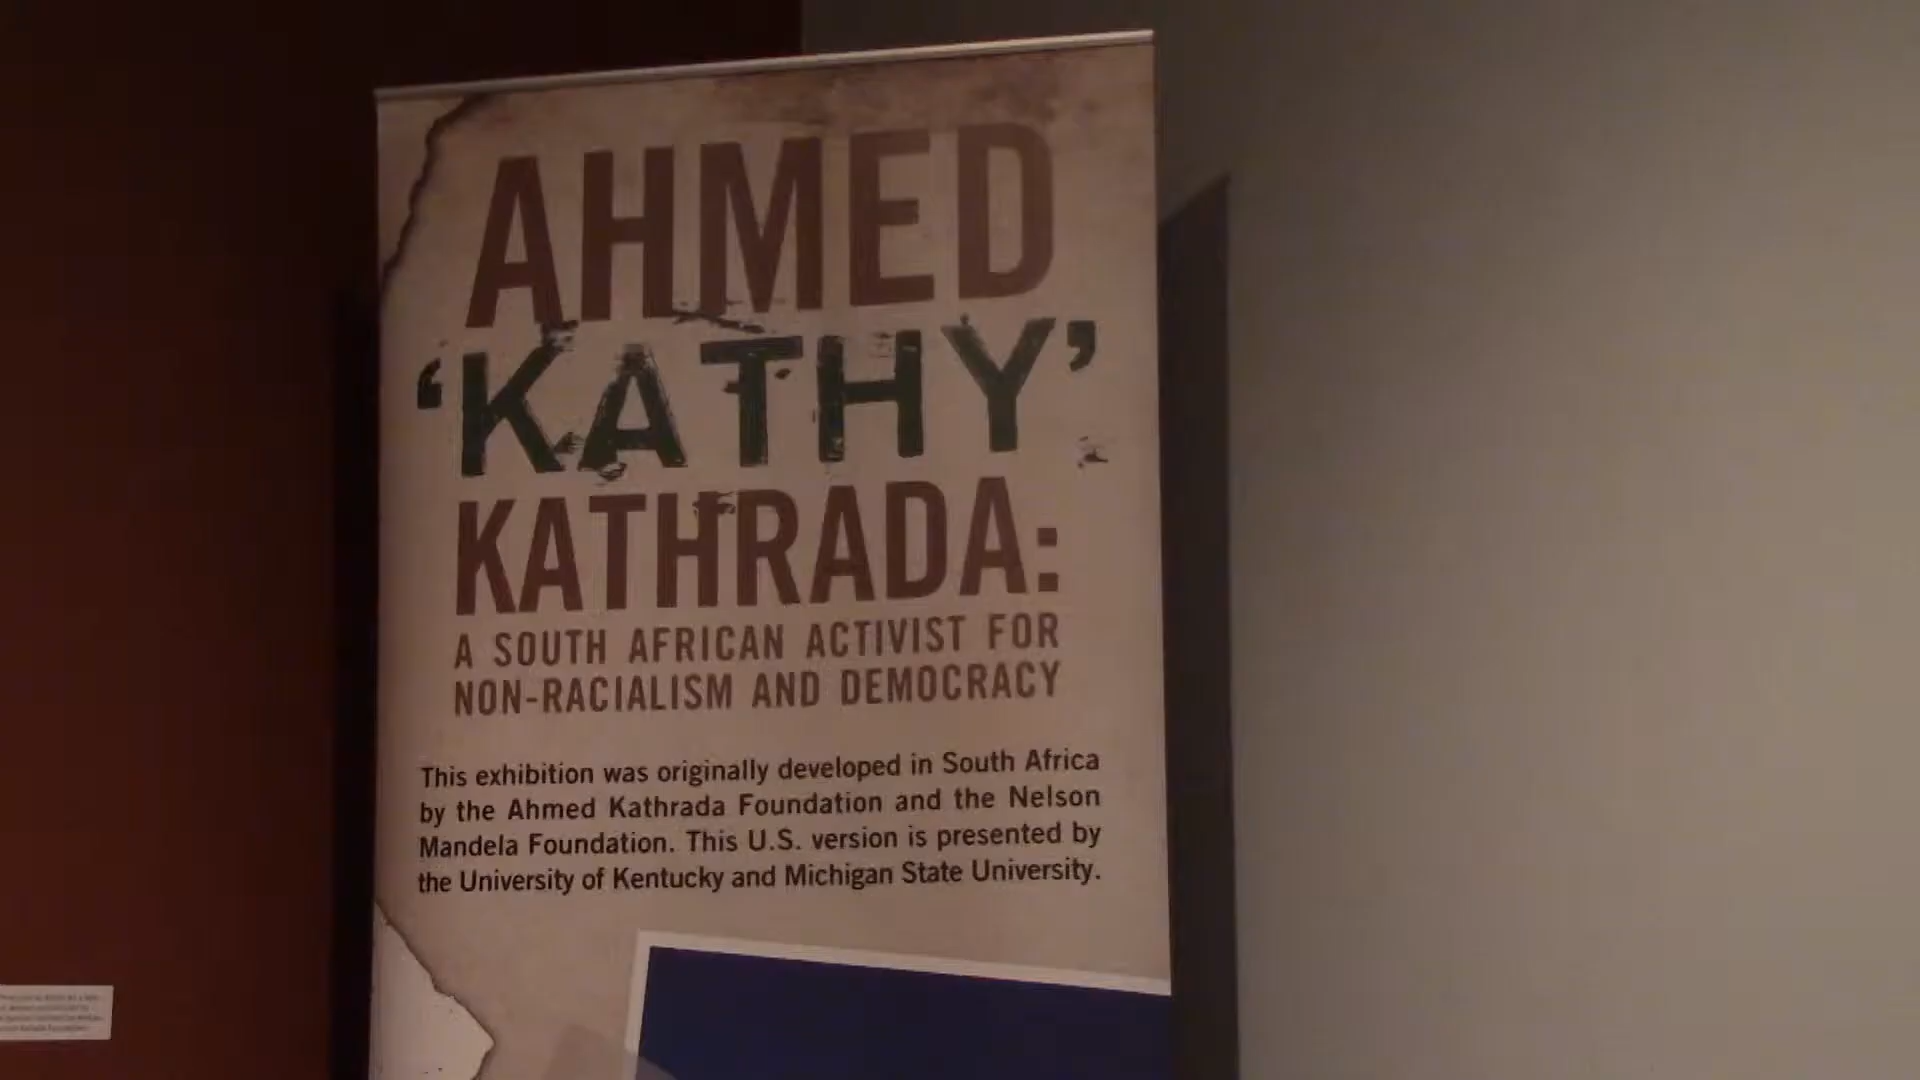 AHMED
‘KATHY’
KATHRADA:
A SOUTH AFRICAN ACTIVIST FOR
NON-RACIALISM AND DEMOCRACY
This exhibition was originally developed in South Africa
by the Ahmed Kathrada Foundation and the Nelson
Mandela Foundation. This U.S. version is presented by
the University of Kentucky and Michigan State University.